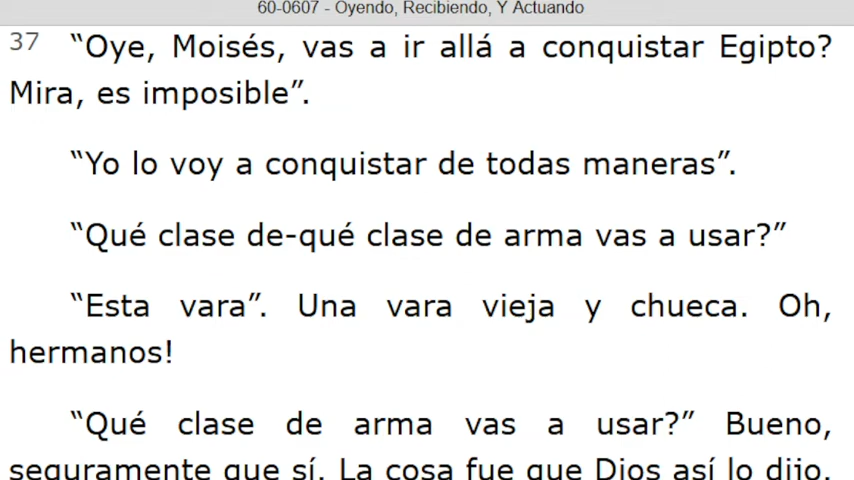 60-0607 - Oyendo, Recibiendo, Y Actuando
37 “Oye, Moisés, vas a ir allá a conquistar Egipto?
Mira, es imposible”.
“Yo lo voy a conquistar de todas maneras”.
“Qué clase de-qué clase de arma vas a usar?”
“Esta vara”. Una vara vieja y chueca. Oh,
hermanos!
“Qué clase de arma vas a usar?” Bueno,
seguramente que sí. La cosa fue que Dios así lo dijo.